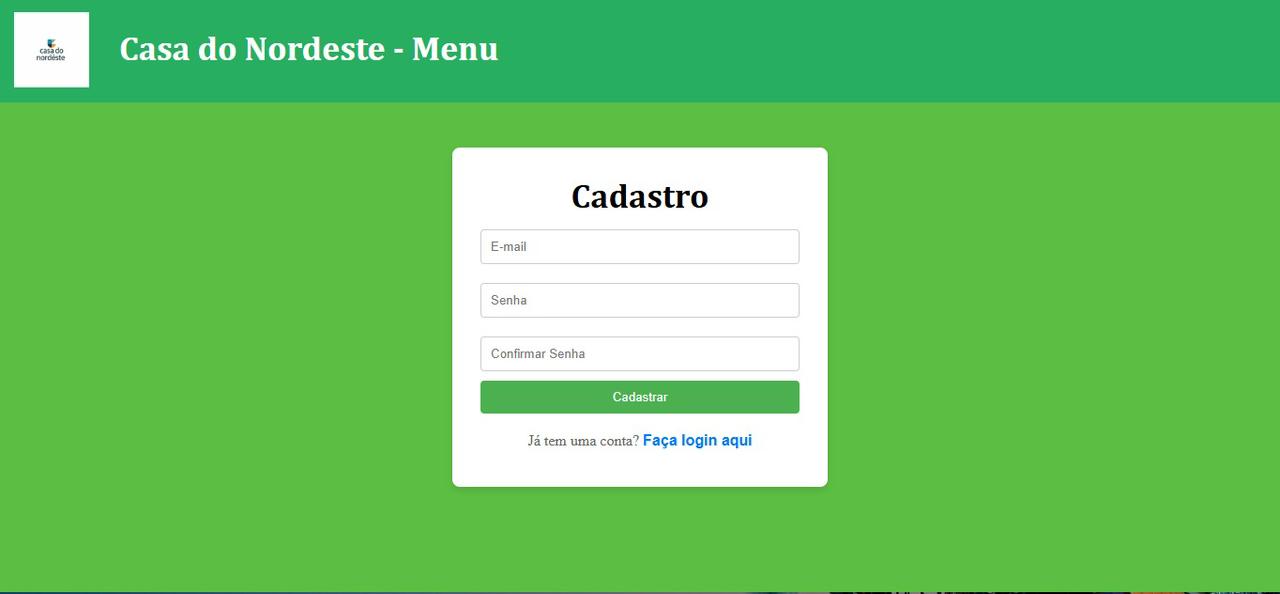 casa do
nordeste
Casa do Nordeste - Menu
Cadastro
E-mail
Senha
Confirmar Senha
Cadastrar
Já tem uma conta? Faça login aqui